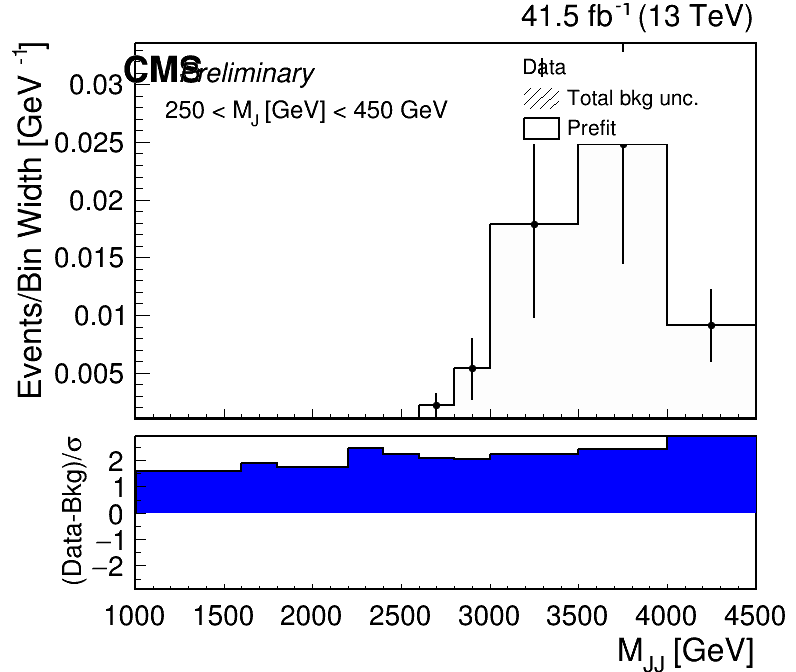 41.5 fb-1 (13 TeV)
CMS Preliminary
250 < MJ [GeV] < 450 GeV
Data
Total bkg unc.
Prefit
Events/Bin Width [GeV-1]
0.03
0.025
0.02
0.015
0.01
0.005
(Data-Bkg)/σ
2
1
0
−1
−2
1000 1500 2000 2500 3000 3500 4000 4500
MJJ [GeV]